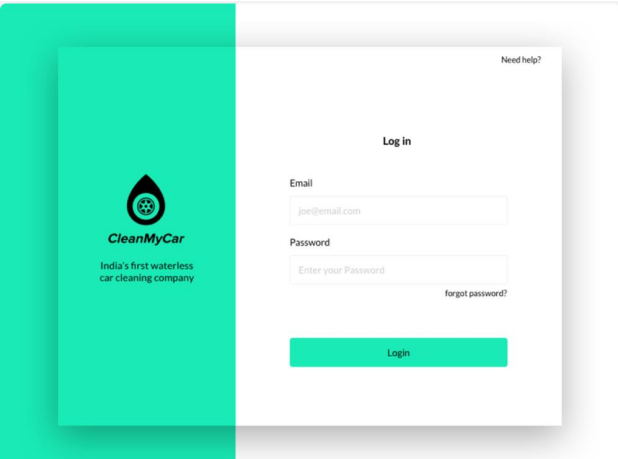 Need help?
Log in
Email
joe@email.com
Password
Enter your Password
forgot password?
Login
CleanMyCar
India's first waterless
car cleaning company